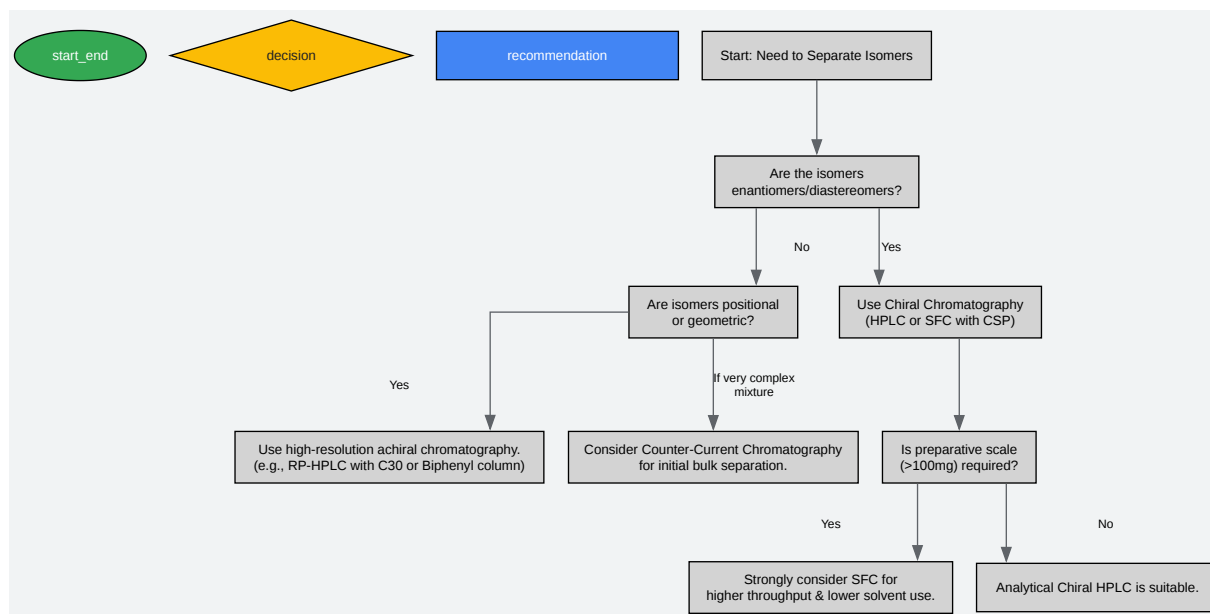 start_end
decision
recommendation
Start: Need to Separate Isomers
Are the isomers
enantiomers/diastereomers?
No
Yes
Are isomers positional
or geometric?
Use Chiral Chromatography
(HPLC or SFC with CSP)
Yes
If very complex
mixture
Use high-resolution achiral chromatography.
(e.g., RP-HPLC with C30 or Biphenyl column)
Consider Counter-Current Chromatography
for initial bulk separation.
Is preparative scale
(>100mg) required?
Yes
No
Strongly consider SFC for
higher throughput & lower solvent use.
Analytical Chiral HPLC is suitable.